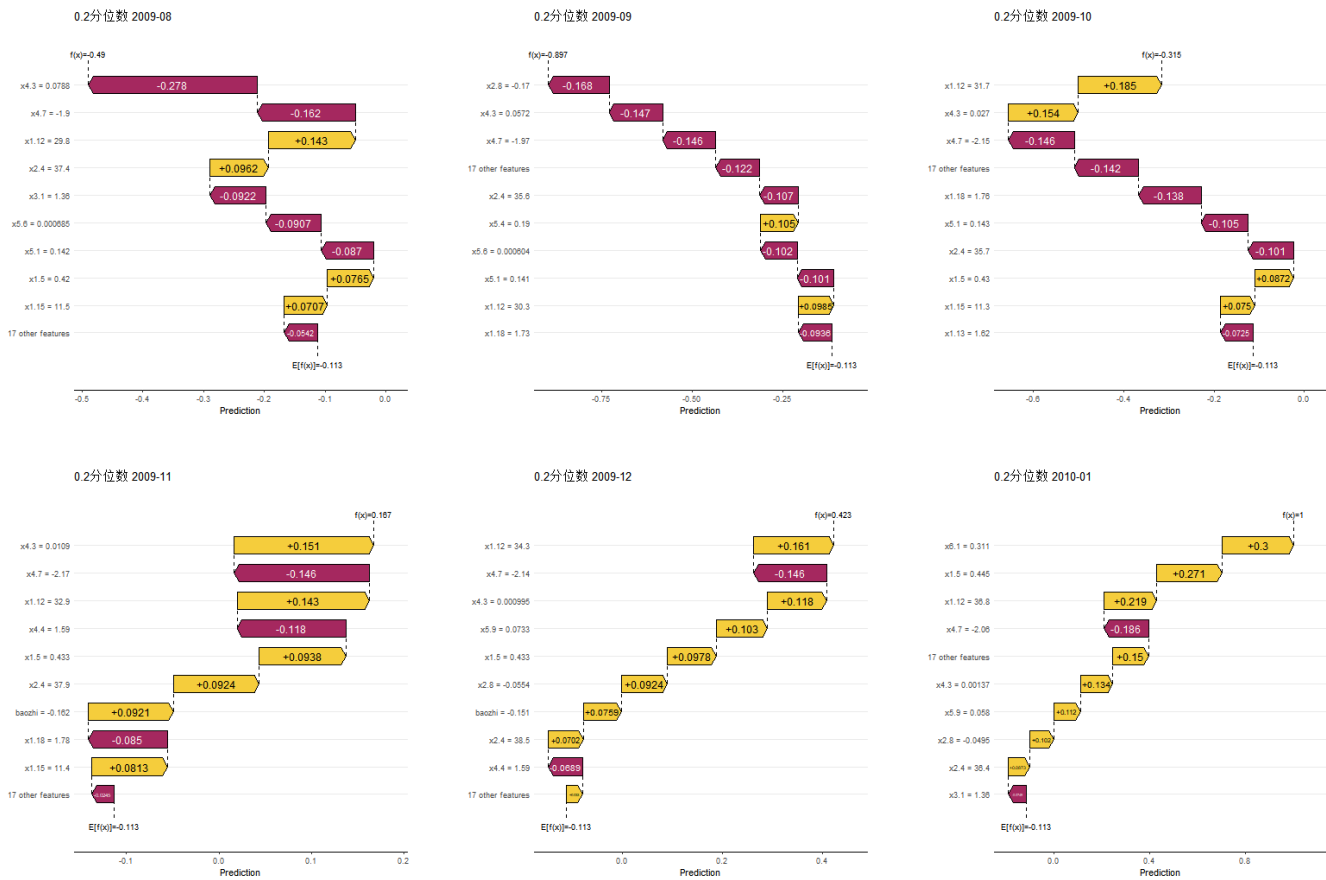 0.2分位数 2009-08
f(x)=-0.49
x4.3 = 0.0788
-0.278
x4.7 = -1.9
-0.162
x1.12 = 29.8
+0.143
x2.4 = 37.4
+0.0962
x3.1 = 1.36
-0.0922
x5.6 = 0.000685
-0.0907
x5.1 = 0.142
-0.087
x1.5 = 0.42
+0.0765
x1.15 = 11.5
+0.0707
17 other features
-0.0542
E[f(x)]=-0.113
-0.5 -0.4 -0.3 -0.2 -0.1 0.0
Prediction
0.2分位数 2009-09
f(x)=-0.897
x2.8 = -0.17
-0.168
x4.3 = 0.0572
-0.147
x4.7 = -1.97
-0.146
17 other features
-0.122
x2.4 = 35.6
-0.107
x5.4 = 0.19
+0.105
x5.6 = 0.000604
-0.102
x5.1 = 0.141
-0.101
x1.12 = 30.3
+0.0986
x1.18 = 1.73
-0.0936
E[f(x)]=-0.113
-0.75 -0.50 -0.25
Prediction
0.2分位数 2009-10
f(x)=-0.315
x1.12 = 31.7
+0.185
x4.3 = 0.027
+0.154
x4.7 = -2.15
-0.146
17 other features
-0.142
x1.18 = 1.76
-0.138
x5.1 = 0.143
-0.105
x2.4 = 35.7
-0.101
x1.5 = 0.43
+0.0872
x1.15 = 11.3
+0.075
x1.13 = 1.62
-0.0725
E[f(x)]=-0.113
-0.6 -0.4 -0.2 0.0
Prediction
0.2分位数 2009-11
f(x)=0.167
x4.3 = 0.0109
+0.151
x4.7 = -2.17
-0.146
x1.12 = 32.9
+0.143
x4.4 = 1.59
-0.118
x1.5 = 0.433
+0.0938
x2.4 = 37.9
+0.0924
baozhi = -0.162
+0.0921
x1.18 = 1.78
-0.085
x1.15 = 11.4
+0.0813
17 other features
E[f(x)]=-0.113
-0.1 0.0 0.1 0.2
Prediction
0.2分位数 2009-12
f(x)=0.423
x1.12 = 34.3
+0.161
x4.7 = -2.14
-0.146
x4.3 = 0.000995
+0.118
x5.9 = 0.0733
+0.103
x1.5 = 0.433
+0.0978
x2.8 = -0.0554
+0.0924
baozhi = -0.151
+0.0759
x2.4 = 38.5
+0.0702
x4.4 = 1.59
-0.0689
17 other features
E[f(x)]=-0.113
0.0 0.2 0.4
Prediction
0.2分位数 2010-01
f(x)=1
x6.1 = 0.311
+0.3
x1.5 = 0.445
+0.271
x1.12 = 36.8
+0.219
x4.7 = -2.06
-0.186
17 other features
+0.15
x4.3 = 0.00137
+0.134
x5.9 = 0.058
+0.112
x2.8 = -0.0495
+0.102
x2.4 = 36.4
x3.1 = 1.36
E[f(x)]=-0.113
0.0 0.4 0.8
Prediction